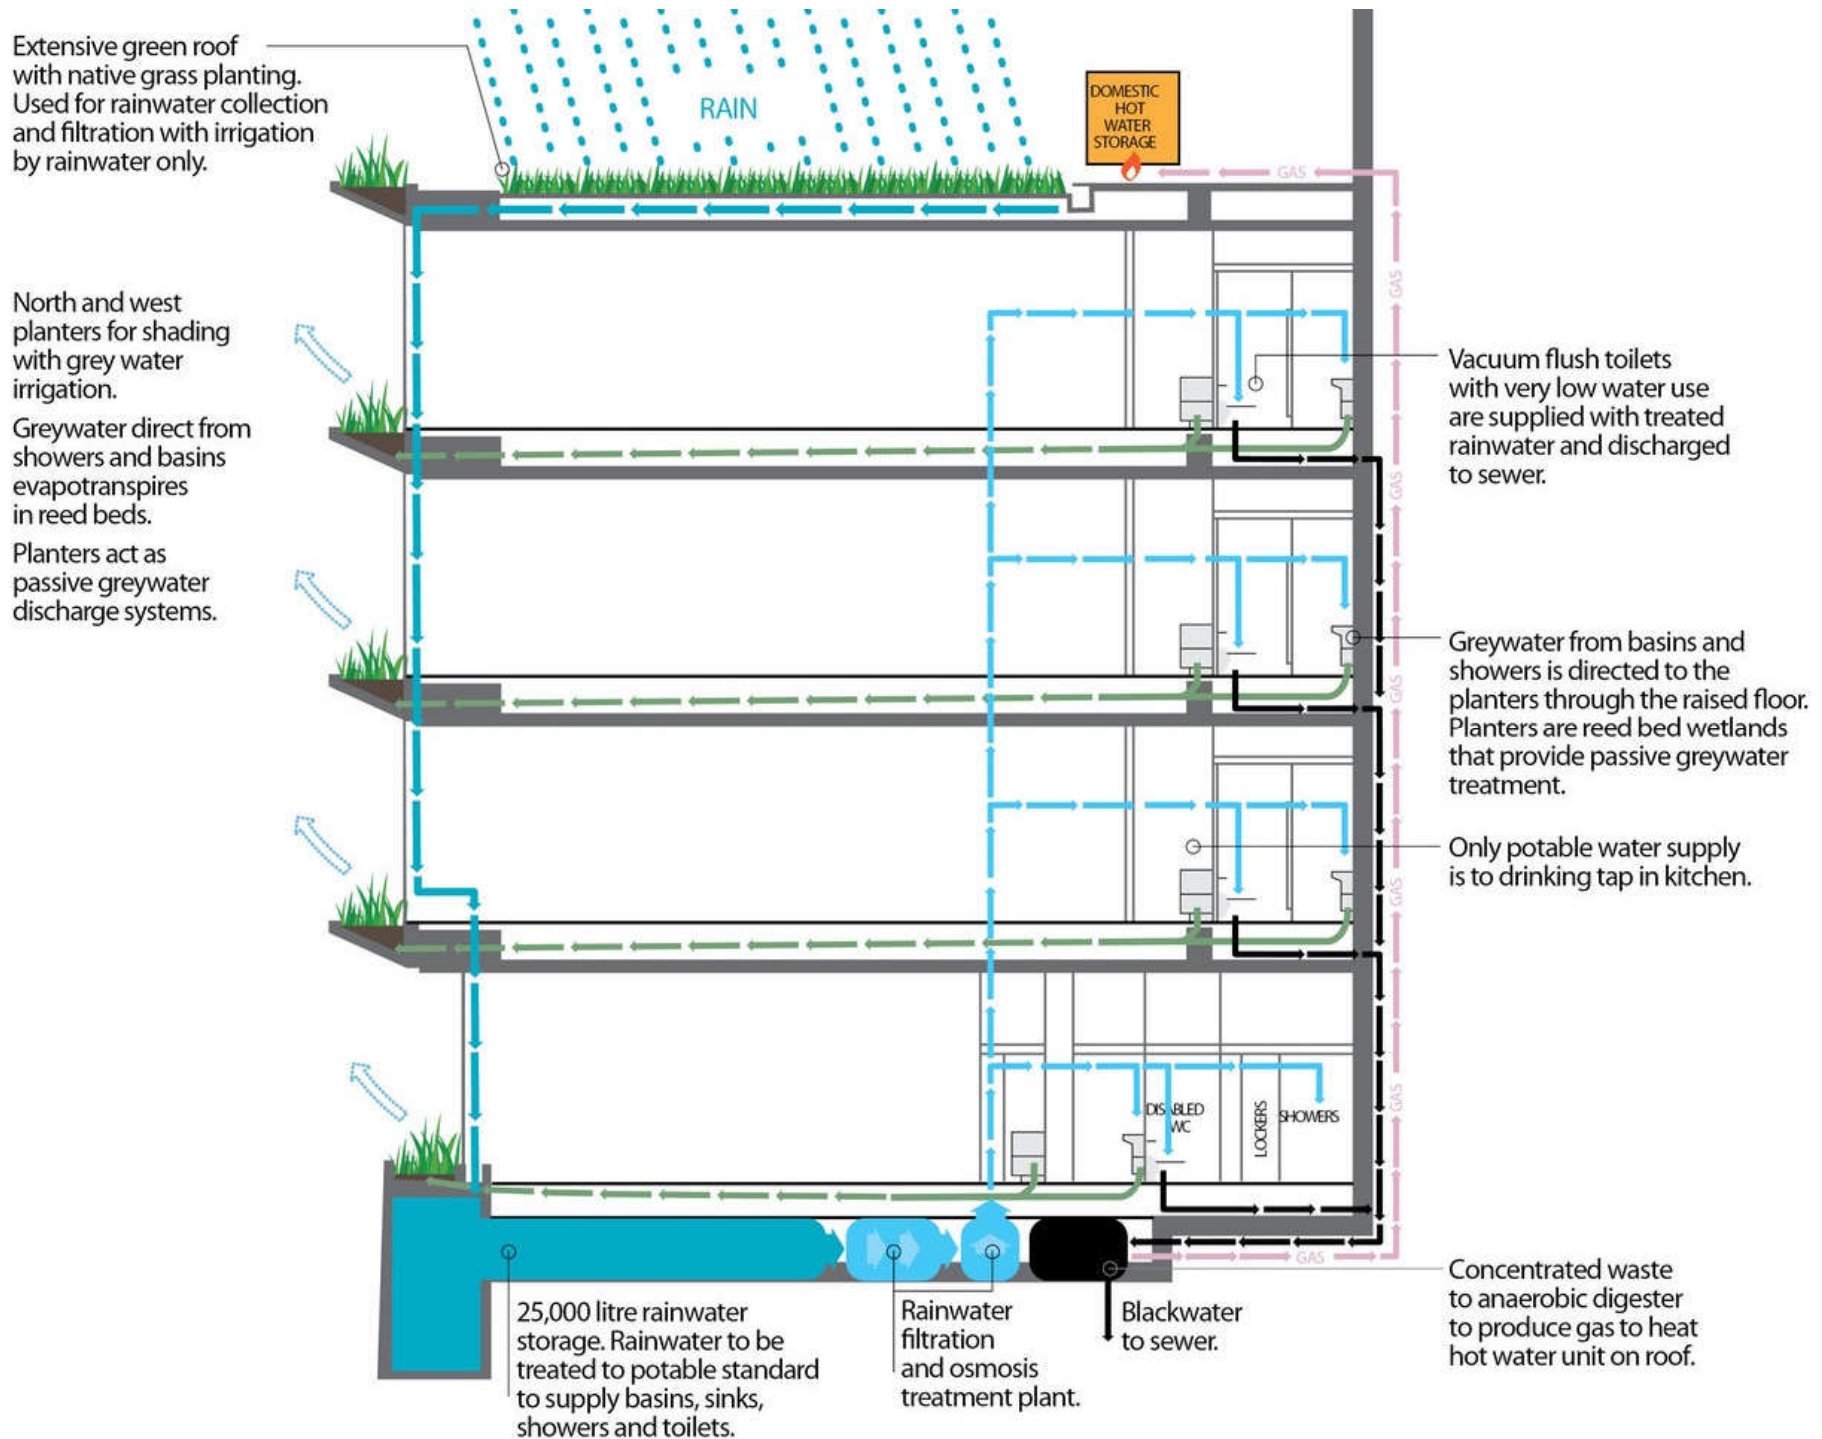 Extensive green roof
with native grass planting.
Used for rainwater collection
and filtration with irrigation
by rainwater only.
RAIN
DOMESTIC
HOT
WATER
STORAGE
GAS
GAS
North and west
planters for shading
with grey water
irrigation.
Greywater direct from
showers and basins
evapotranspires
in reed beds.
Planters act as
passive greywater
discharge systems.
Vacuum flush toilets
with very low water use
are supplied with treated
rainwater and discharged
to sewer.
GAS
Greywater from basins and
showers is directed to the
planters through the raised floor.
Planters are reed bed wetlands
that provide passive greywater
treatment.
GAS
Only potable water supply
is to drinking tap in kitchen.
GAS
DISABLED
WC
LOCKERS
SHOWERS
GAS
GAS
25,000 litre rainwater
storage. Rainwater to be
treated to potable standard
to supply basins, sinks,
showers and toilets.
Rainwater
filtration
and osmosis
treatment plant.
Blackwater
to sewer.
Concentrated waste
to anaerobic digester
to produce gas to heat
hot water unit on roof.